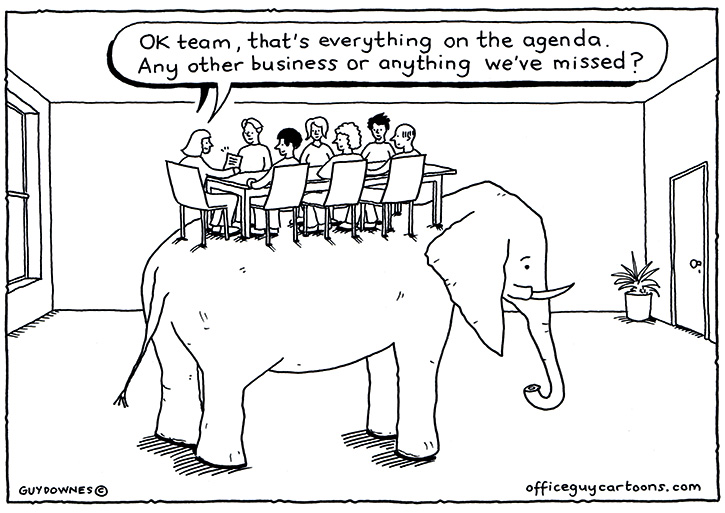 OK team, that's everything on the agenda.
Any other business or anything we've missed?
GUYDOWNES©
officeguycartoons.com